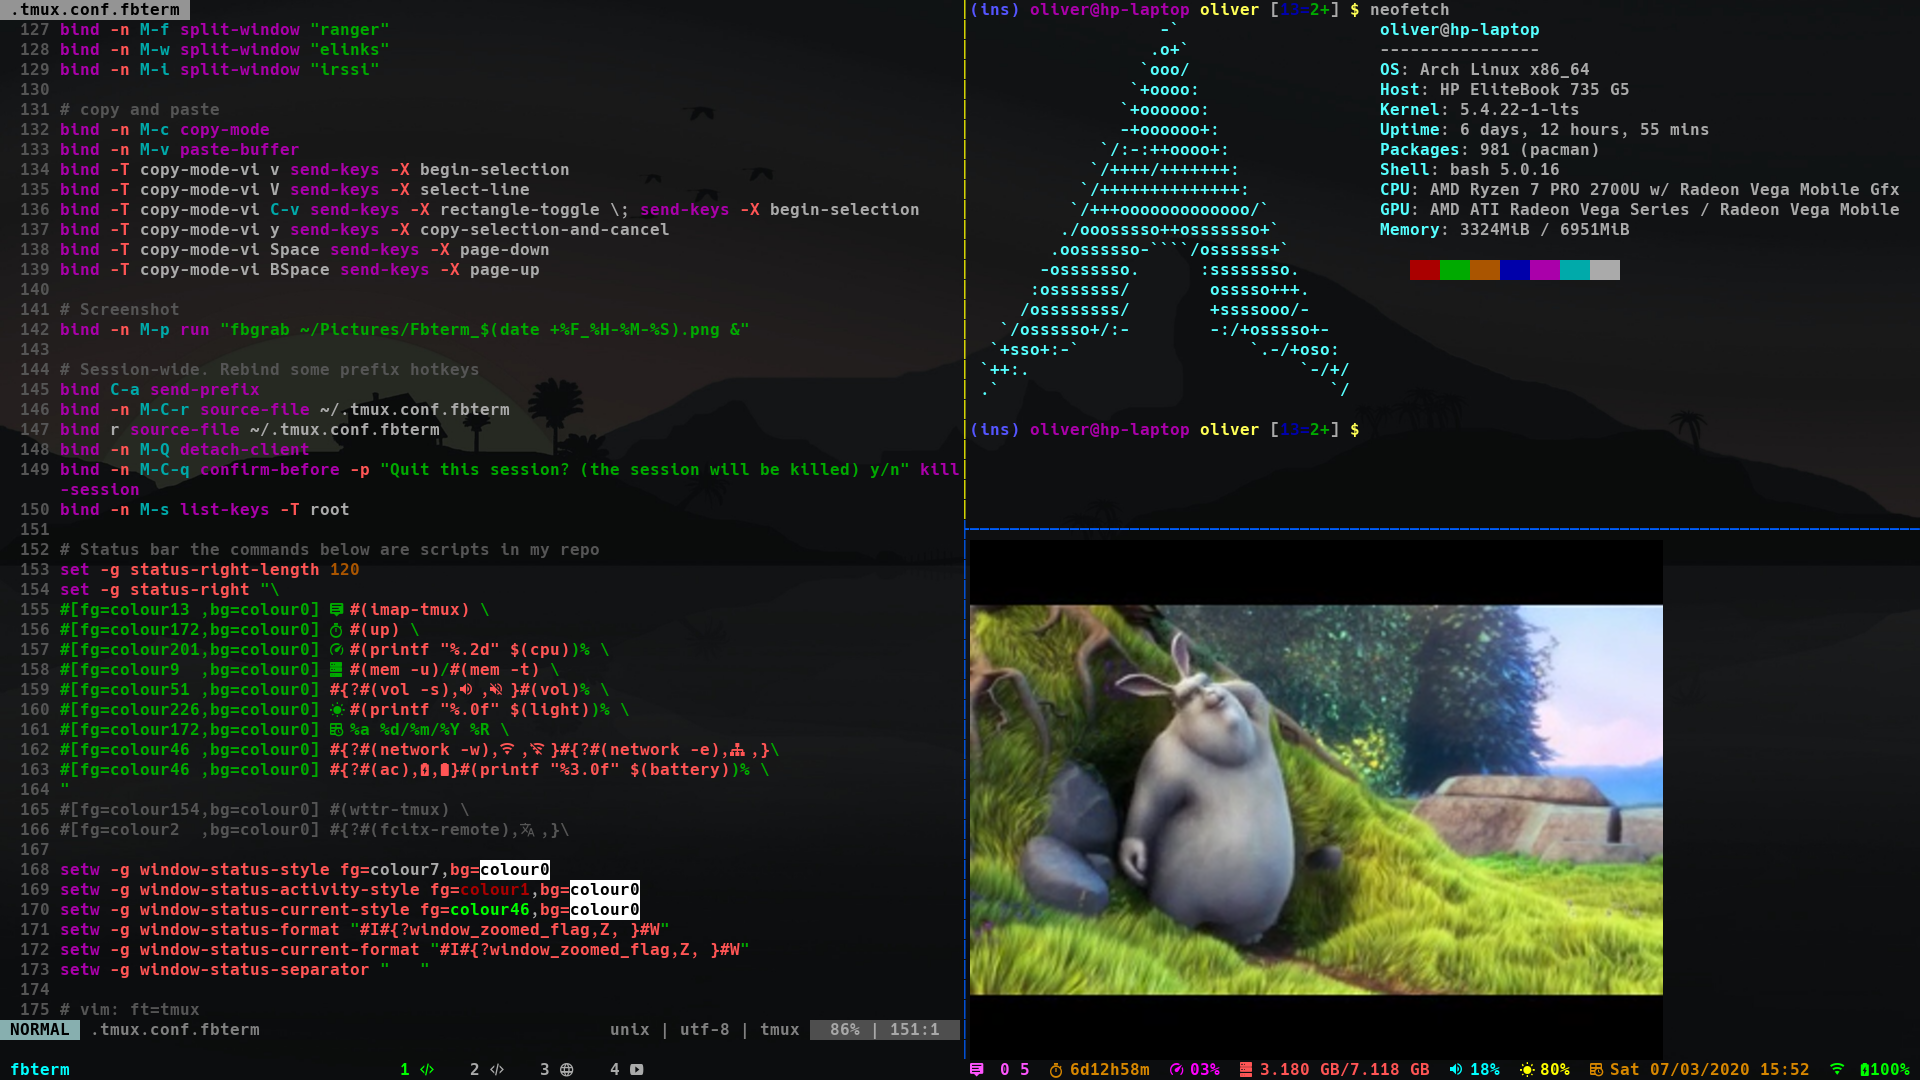 .tmux.conf.fbterm
127 bind -n M-f split-window "ranger"
128 bind -n M-w split-window "elinks"
129 bind -n M-i split-window "irssi"
130
131 # copy and paste
132 bind -n M-c copy-mode
133 bind -n M-v paste-buffer
134 bind -T copy-mode-vi v send-keys -X begin-selection
135 bind -T copy-mode-vi V send-keys -X select-line
136 bind -T copy-mode-vi C-v send-keys -X rectangle-toggle \; send-keys -X begin-selection
137 bind -T copy-mode-vi y send-keys -X copy-selection-and-cancel
138 bind -T copy-mode-vi Space send-keys -X page-down
139 bind -T copy-mode-vi BSpace send-keys -X page-up
140
141 # Screenshot
142 bind -n M-p run "fbgrab ~/Pictures/Fbterm_$(date +%F_%H-%M-%S).png &"
143
144 # Session-wide. Rebind some prefix hotkeys
145 bind C-a send-prefix
146 bind -n M-C-r source-file ~/.tmux.conf.fbterm
147 bind r source-file ~/.tmux.conf.fbterm
148 bind -n M-Q detach-client
149 bind -n M-C-q confirm-before -p "Quit this session? (the session will be killed) y/n" kill
-session
150 bind -n M-s list-keys -T root
151
152 # Status bar the commands below are scripts in my repo
153 set -g status-right-length 120
154 set -g status-right "\
155 #[fg=colour13 ,bg=colour0] #(imap-tmux) \
156 #[fg=colour172,bg=colour0] #(up) \
157 #[fg=colour201,bg=colour0] #(printf "%.2d" $(cpu))% \
158 #[fg=colour9  ,bg=colour0] #(mem -u)/#(mem -t) \
159 #[fg=colour51 ,bg=colour0] #{?#(vol -s), , }#(vol)% \
160 #[fg=colour226,bg=colour0] #(printf "%.0f" $(light))% \
161 #[fg=colour172,bg=colour0] %a %d/%m/%Y %R \
162 #[fg=colour46 ,bg=colour0] #{?#(network -w), , }#{?#(network -e), ,}\
163 #[fg=colour46 ,bg=colour0] #{?#(ac),,}#(printf "%3.0f" $(battery))% \
164 "
165 #[fg=colour154,bg=colour0] #(wttr-tmux) \
166 #[fg=colour2  ,bg=colour0] #{?#(fcitx-remote), ,}\
167
168 setw -g window-status-style fg=colour7,bg=colour0
169 setw -g window-status-activity-style fg=colour1,bg=colour0
170 setw -g window-status-current-style fg=colour46,bg=colour0
171 setw -g window-status-format "#I#{?window_zoomed_flag,Z, }#W"
172 setw -g window-status-current-format "#I#{?window_zoomed_flag,Z, }#W"
173 setw -g window-status-separator "   "
174
175 # vim: ft=tmux
NORMAL .tmux.conf.fbterm unix | utf-8 | tmux 86% | 151:1
(ins) oliver@hp-laptop oliver [13=2+] $ neofetch
-`
.o+`
`ooo/
`+oooo:
`+oooooo:
-+oooooo+:
`/:-:++oooo+:
`/++++/+++++++:
`/++++++++++++++:
`/+++ooooooooooooo/`
./ooosssso++osssssso+`
.oossssso-````/ossssss+`
-osssssso.      :ssssssso.
:osssssss/        osssso+++.
/ossssssss/        +ssssooo/-
`/ossssso+/:-        -:/+osssso+-
`+sso+:-`                 `.-/+oso:
`++:.                           `-/+/
.`                                 `/
oliver@hp-laptop
----------------
OS: Arch Linux x86_64
Host: HP EliteBook 735 G5
Kernel: 5.4.22-1-lts
Uptime: 6 days, 12 hours, 55 mins
Packages: 981 (pacman)
Shell: bash 5.0.16
CPU: AMD Ryzen 7 PRO 2700U w/ Radeon Vega Mobile Gfx
GPU: AMD ATI Radeon Vega Series / Radeon Vega Mobile
Memory: 3324MiB / 6951MiB
(ins) oliver@hp-laptop oliver [13=2+] $
fbterm 1 2 3 4 0 5 6d12h58m 03% 3.180 GB/7.118 GB 18% 80% Sat 07/03/2020 15:52 100%